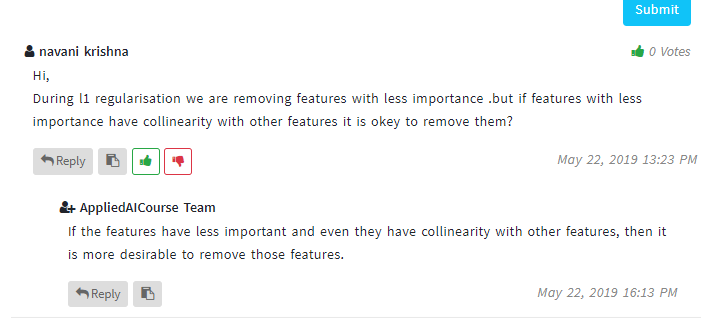 Submit
navani krishna
0 Votes
Hi,
During l1 regularisation we are removing features with less importance .but if features with less
importance have collinearity with other features it is okey to remove them?
Reply
May 22, 2019 13:23 PM
AppliedAICourse Team
If the features have less important and even they have collinearity with other features, then it
is more desirable to remove those features.
Reply
May 22, 2019 16:13 PM